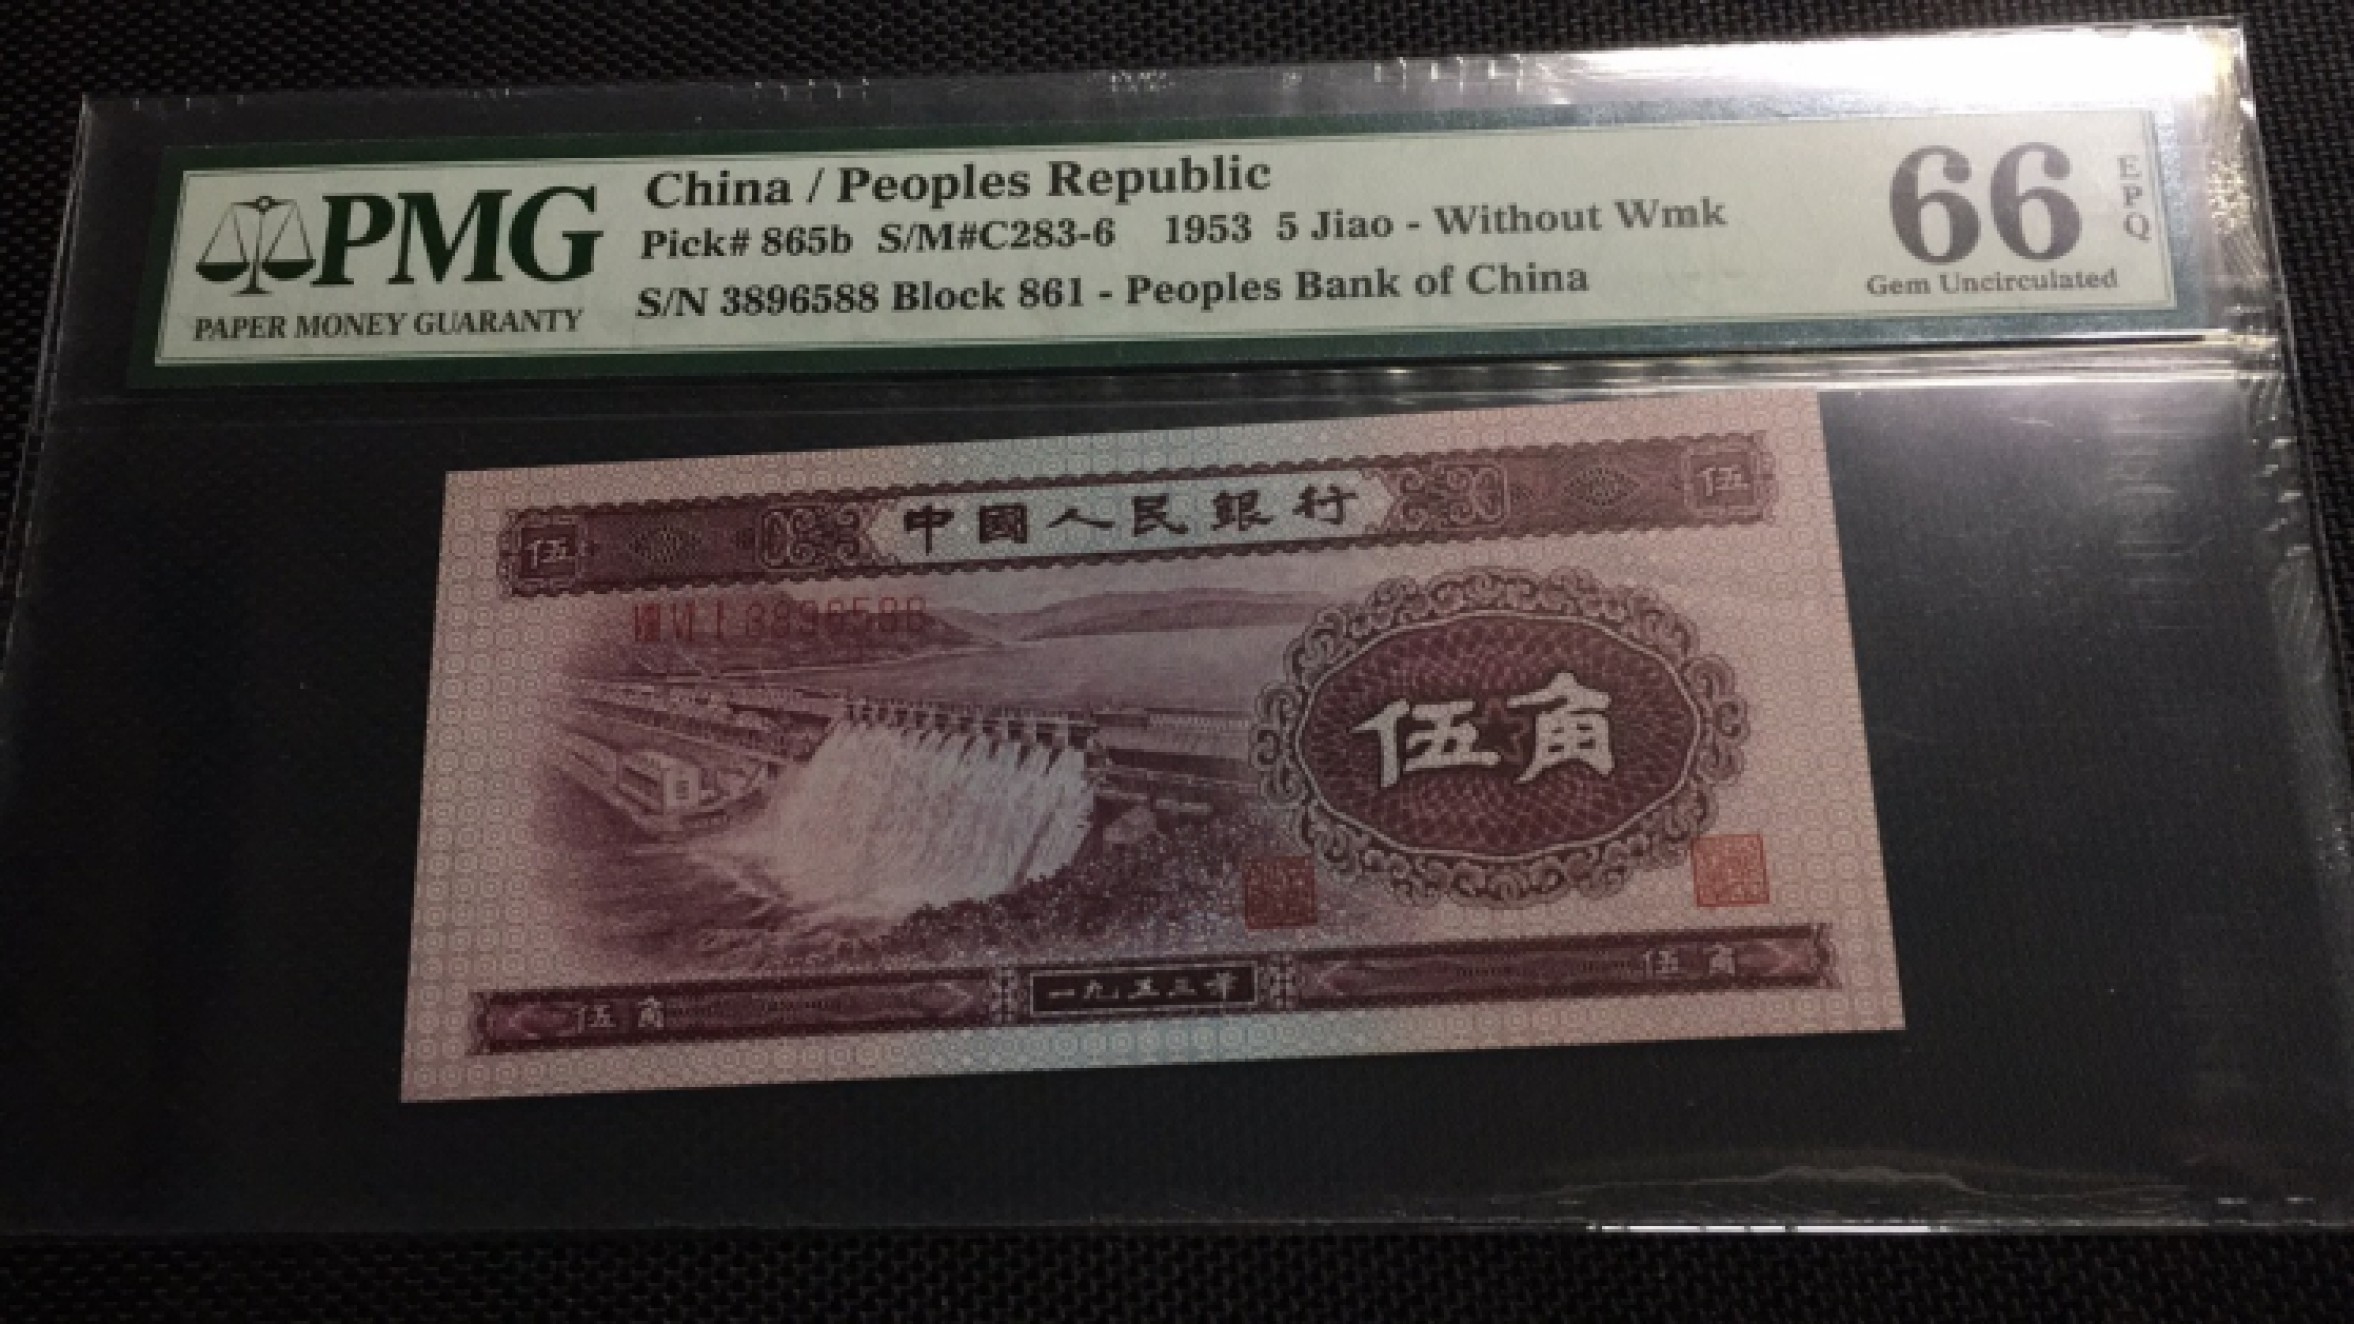 PMG
PAPER MONEY GUARANTY
China / Peoples Republic
Pick# 865b S/M#C283-6 1953 5 Jiao - Without Wmk
S/N 3896588 Block 861 - Peoples Bank of China
66
EPQ
Gem Uncirculated
伍
中國人民銀行
伍
VIII VI I 3896588
伍角
伍角
一九五三年
伍角